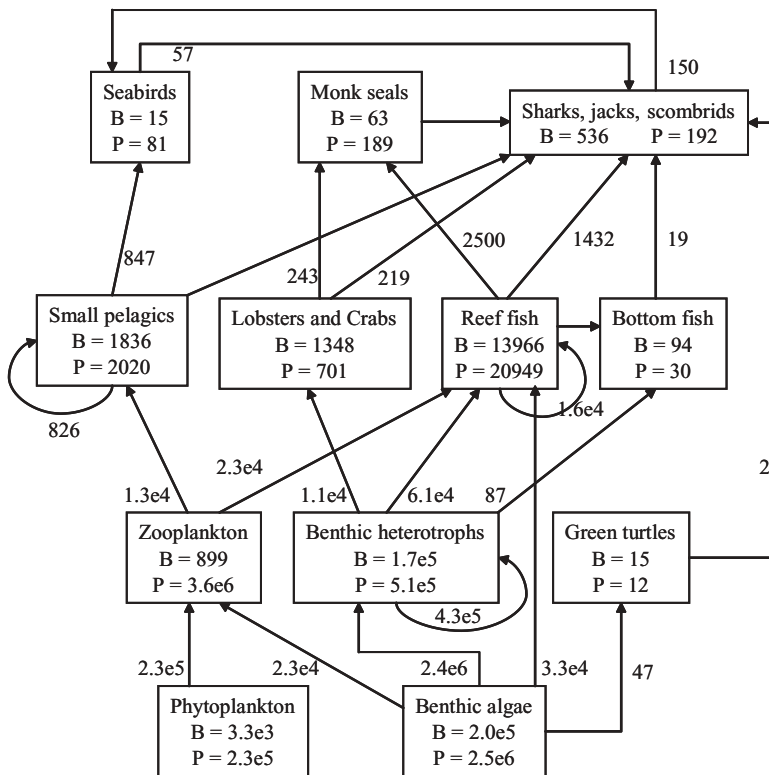 57
150
Seabirds
B = 15
P = 81
Monk seals
B = 63
P = 189
Sharks, jacks, scombrids
B = 536 P = 192
847
243
219
2500
1432
19
Small pelagics
B = 1836
P = 2020
Lobsters and Crabs
B = 1348
P = 701
Reef fish
B = 13966
P = 20949
Bottom fish
B = 94
P = 30
826
1.6e4
1.3e4
2.3e4
1.1e4
6.1e4
87
2
Zooplankton
B = 899
P = 3.6e6
Benthic heterotrophs
B = 1.7e5
P = 5.1e5
Green turtles
B = 15
P = 12
4.3e5
2.3e5
2.3e4
2.4e6
3.3e4
47
Phytoplankton
B = 3.3e3
P = 2.3e5
Benthic algae
B = 2.0e5
P = 2.5e6